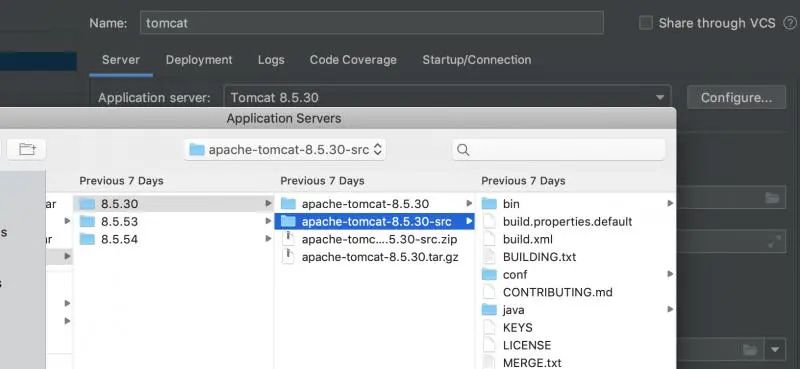 Name: tomcat Share through VCS ?
Server Deployment Logs Code Coverage Startup/Connection
Application server: Tomcat 8.5.30 Configure...
Application Servers
apache-tomcat-8.5.30-src
Previous 7 Days Previous 7 Days Previous 7 Days
ar 8.5.30 apache-tomcat-8.5.30 bin
8.5.53 apache-tomcat-8.5.30-src build.properties.default
s ar 8.5.54 apache-tomc....5.30-src.zip build.xml
apache-tomcat-8.5.30.tar.gz BUILDING.txt
conf
s CONTRIBUTING.md
java
KEYS
LICENSE
MERGE.txt